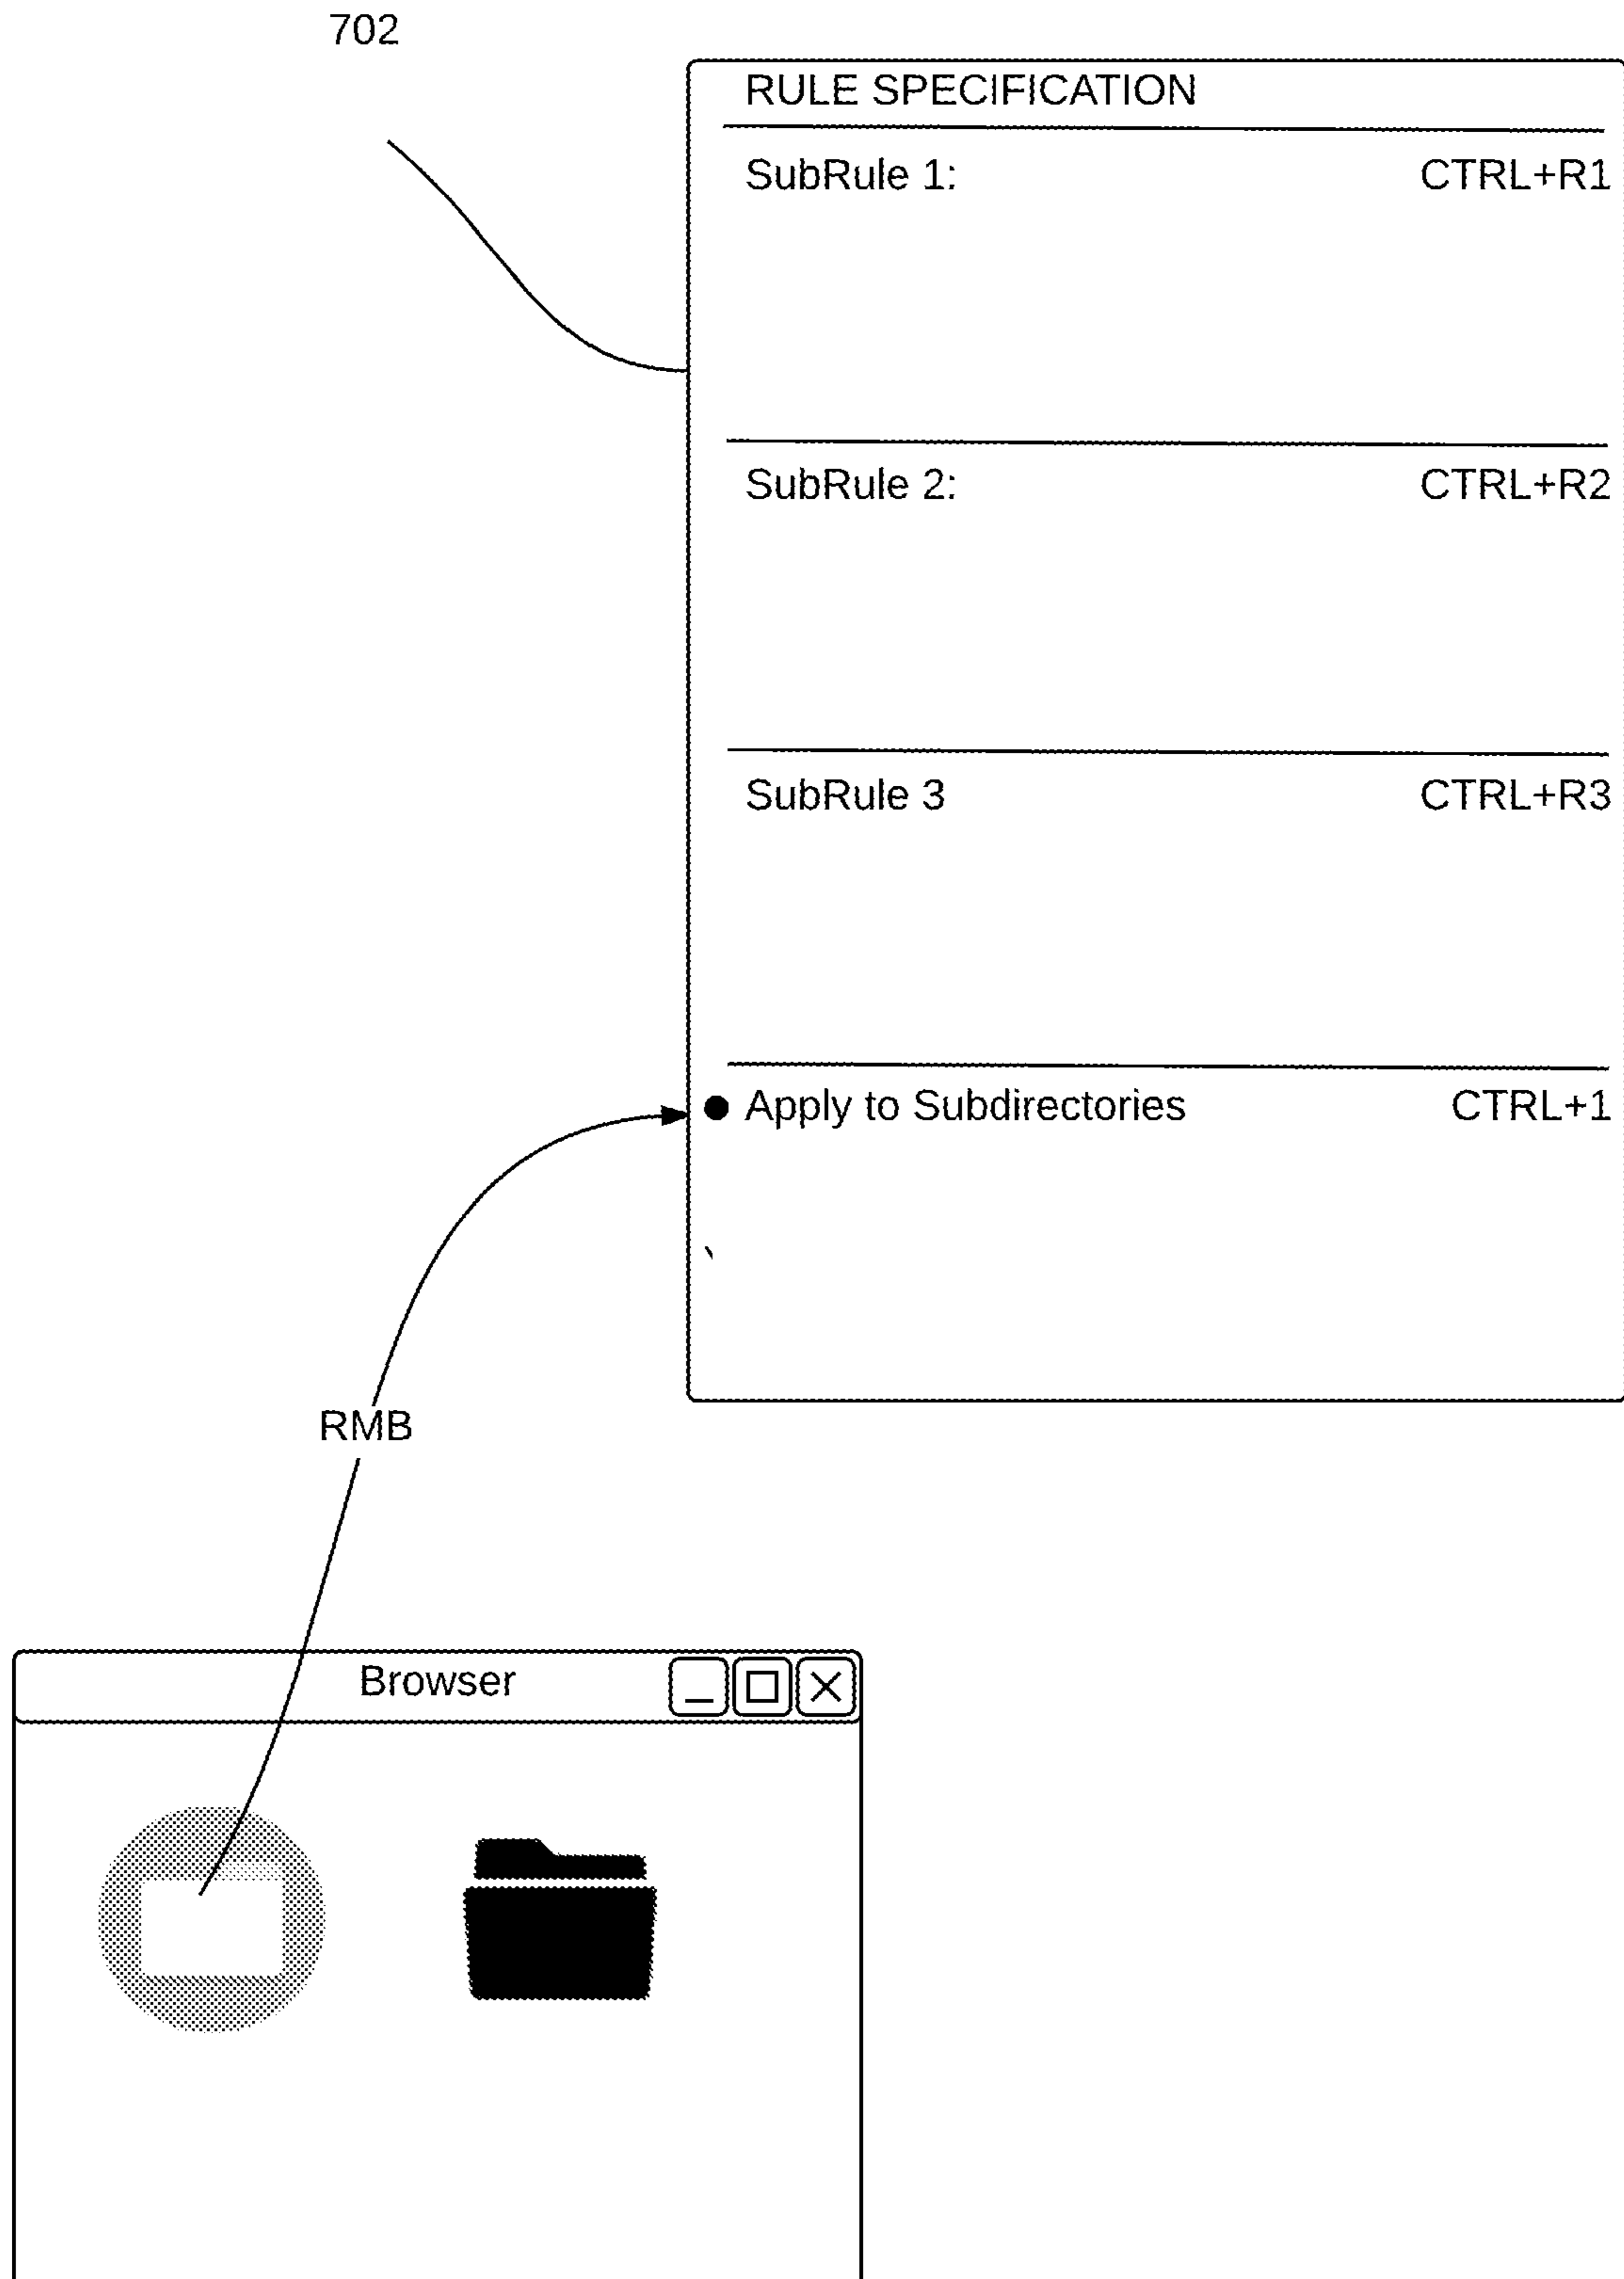 702
RULE SPECIFICATION
SubRule 1: CTRL+R1
SubRule 2: CTRL+R2
SubRule 3 CTRL+R3
Apply to Subdirectories CTRL+1
RMB
Browser